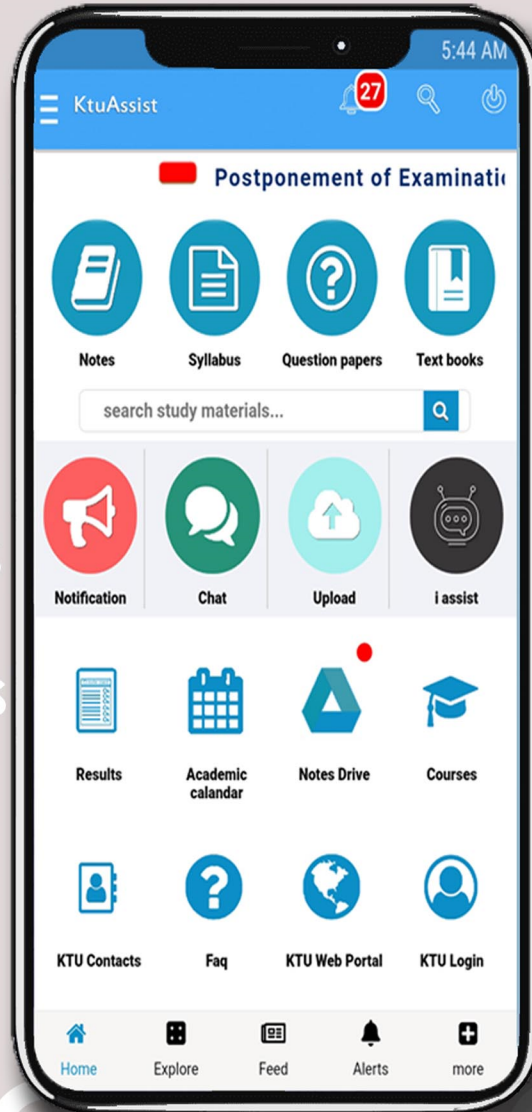 5:44 AM
KtuAssist
27
Postponement of Examinati
Notes
Syllabus
Question papers
Text books
search study materials...
Notification
Chat
Upload
i assist
Results
Academic
calandar
Notes Drive
Courses
KTU Contacts
Faq
KTU Web Portal
KTU Login
Home
Explore
Feed
Alerts
more